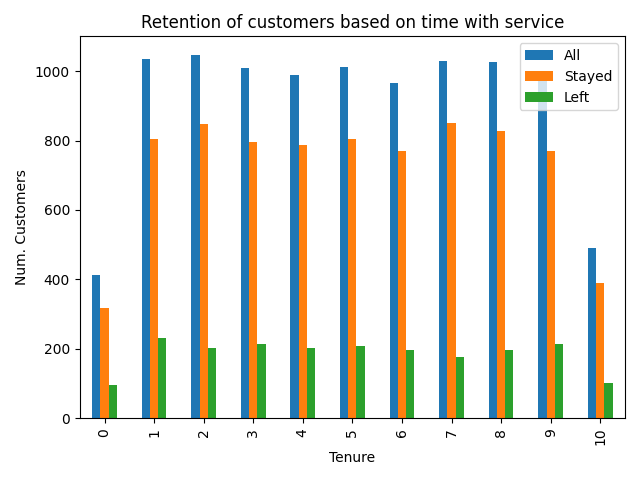 Retention of customers based on time with service
All
Stayed
Left
Num. Customers
1000
800
600
400
200
0
0 1 2 3 4 5 6 7 8 9 10
Tenure